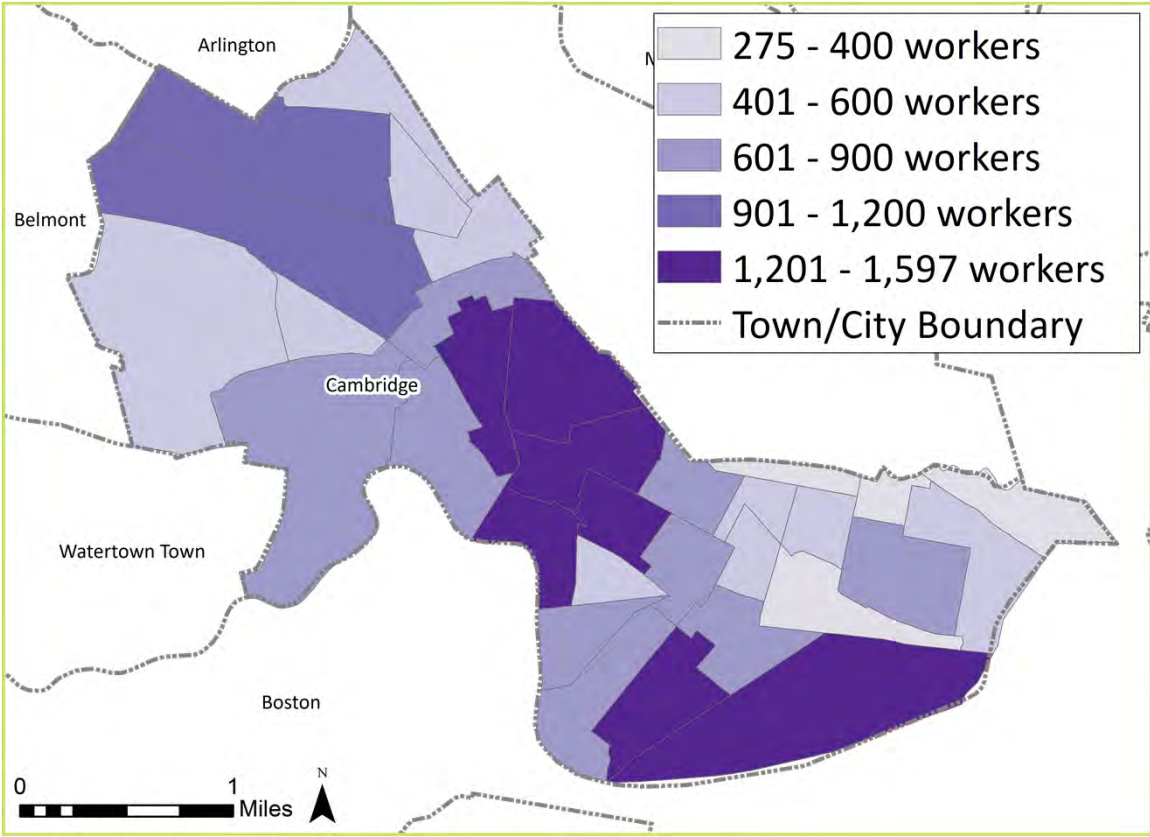 Arlington
275 - 400 workers
401 - 600 workers
601 - 900 workers
901 - 1,200 workers
1,201 - 1,597 workers
Town/City Boundary
Belmont
Cambridge
Watertown Town
Boston
0 1
Miles
N